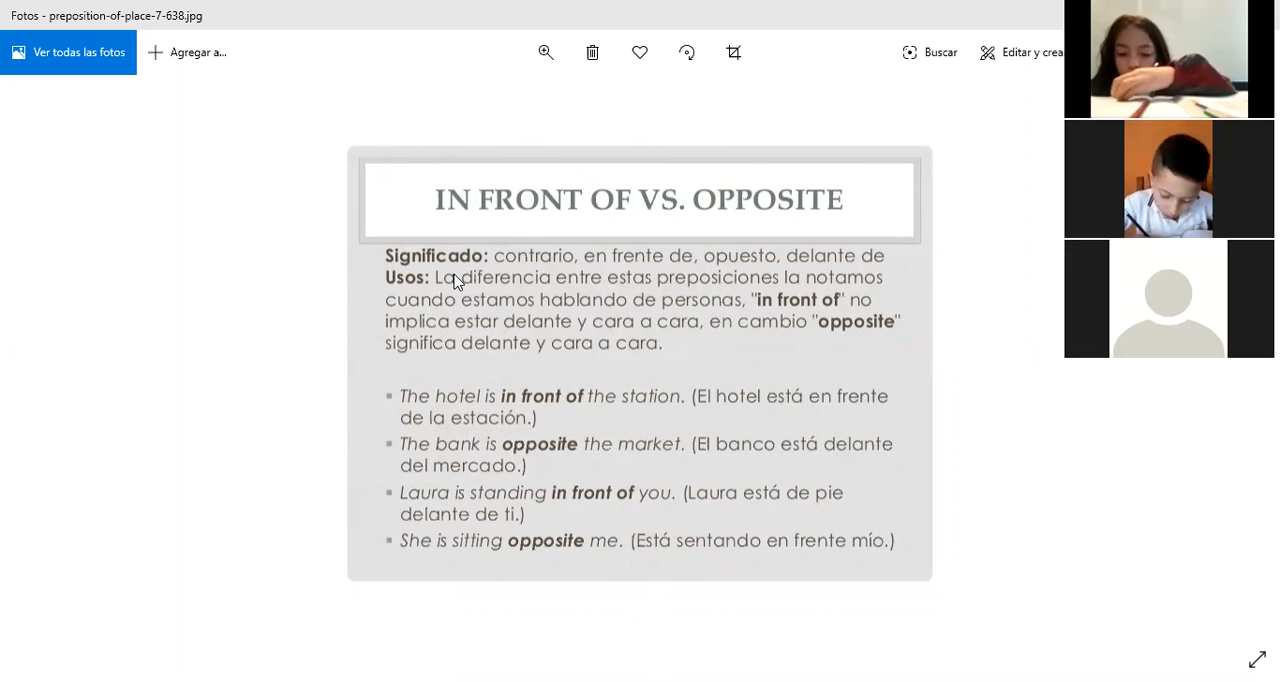 Fotos - preposition-of-place-7-638.jpg
Ver todas las fotos
Agregar a...
Buscar
Editar y crea
IN FRONT OF VS. OPPOSITE
Significado: contrario, en frente de, opuesto, delante de
Usos: La diferencia entre estas preposiciones la notamos
cuando estamos hablando de personas, "in front of" no
implica estar delante y cara a cara, en cambio "opposite"
significa delante y cara a cara.
▪ The hotel is in front of the station. (El hotel está en frente
de la estación.)
▪ The bank is opposite the market. (El banco está delante
del mercado.)
▪ Laura is standing in front of you. (Laura está de pie
delante de ti.)
▪ She is sitting opposite me. (Está sentando en frente mío.)